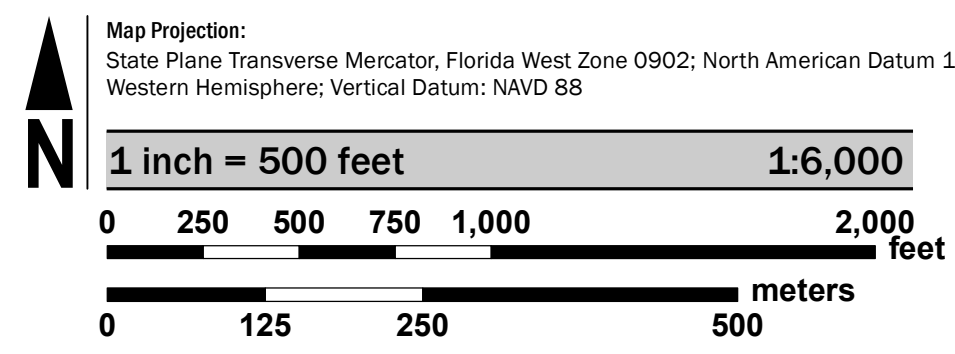 Map Projection:
State Plane Transverse Mercator, Florida West Zone 0902; North American Datum 1
Western Hemisphere; Vertical Datum: NAVD 88
N
1 inch = 500 feet 1:6,000
0 250 500 750 1,000 2,000
feet
meters
0 125 250 500